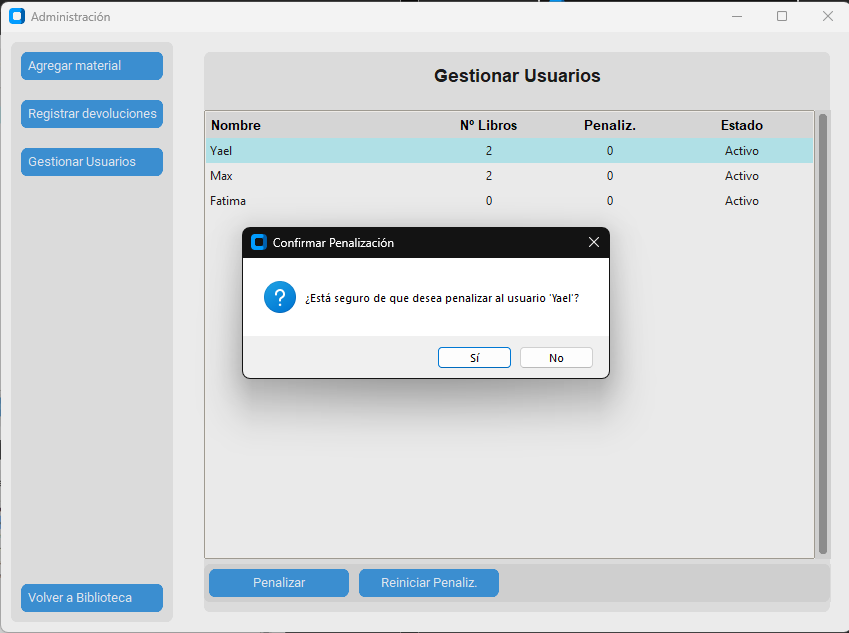 Administración
Agregar material
Registrar devoluciones
Gestionar Usuarios
Volver a Biblioteca
Gestionar Usuarios
Nombre Nº Libros Penaliz. Estado
Yael 2 0 Activo
Max 2 0 Activo
Fatima 0 0 Activo
Confirmar Penalización
?
¿Está seguro de que desea penalizar al usuario 'Yael'?
Sí No
Penalizar Reiniciar Penaliz.